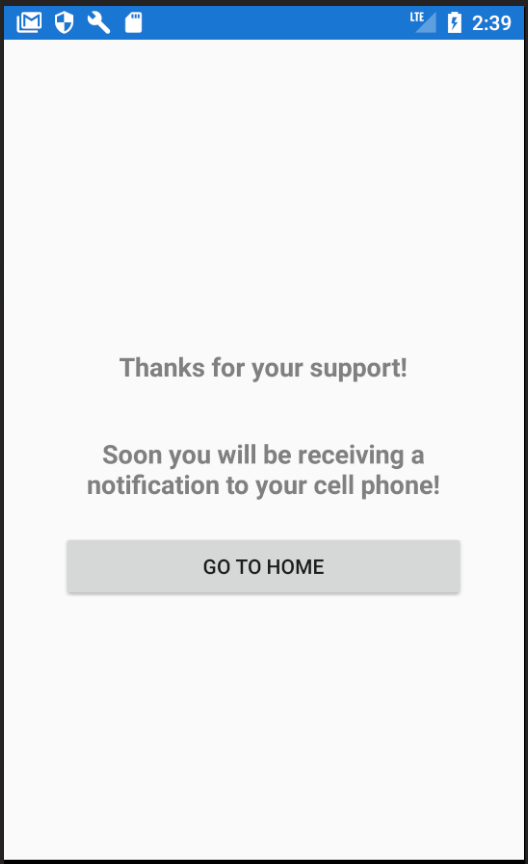 LTE 2:39
Thanks for your support!
Soon you will be receiving a
notification to your cell phone!
GO TO HOME